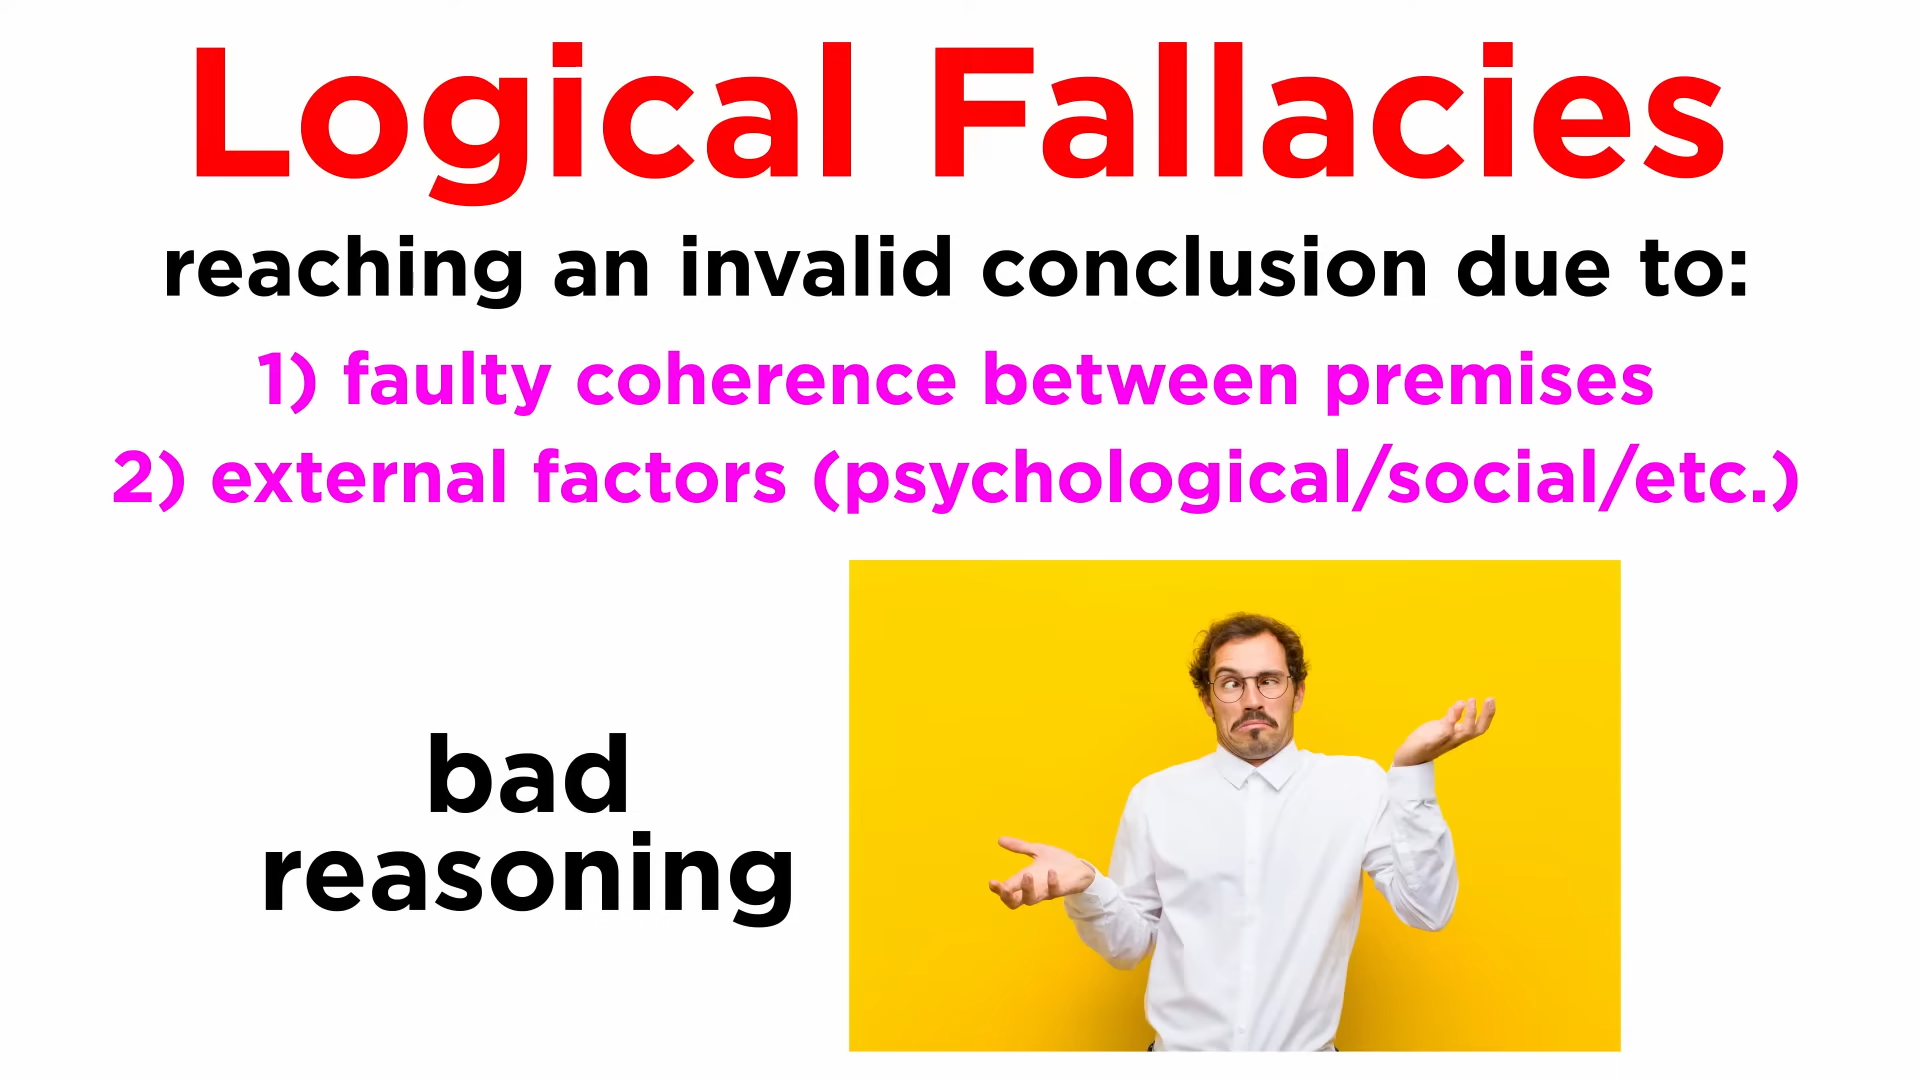 Logical Fallacies
reaching an invalid conclusion due to:
1) faulty coherence between premises
2) external factors (psychological/social/etc.)
bad
reasoning